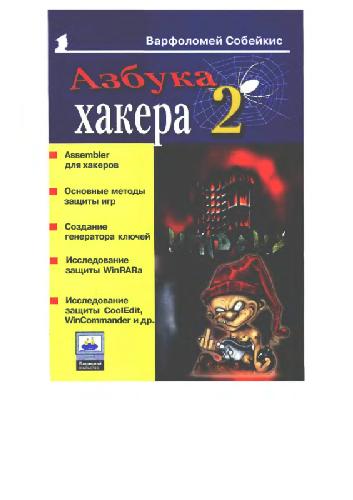 Варфоломей Собейкис
Азбука
хакера 2
Assembler
для хакеров
Основные методы
защиты игр
Создание
генератора ключей
Исследование
защиты WinRARa
Исследование
защиты CoolEdit,
WinCommander и др.